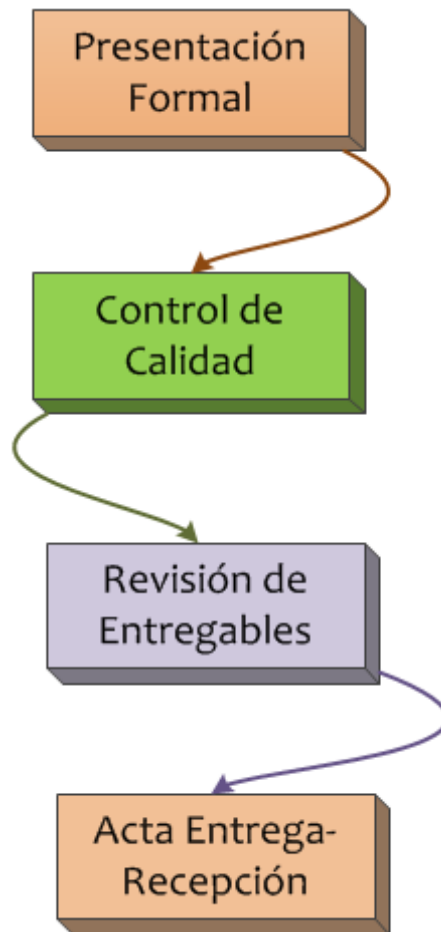 Presentación
Formal
Control de
Calidad
Revisión de
Entregables
Acta Entrega-
Recepción